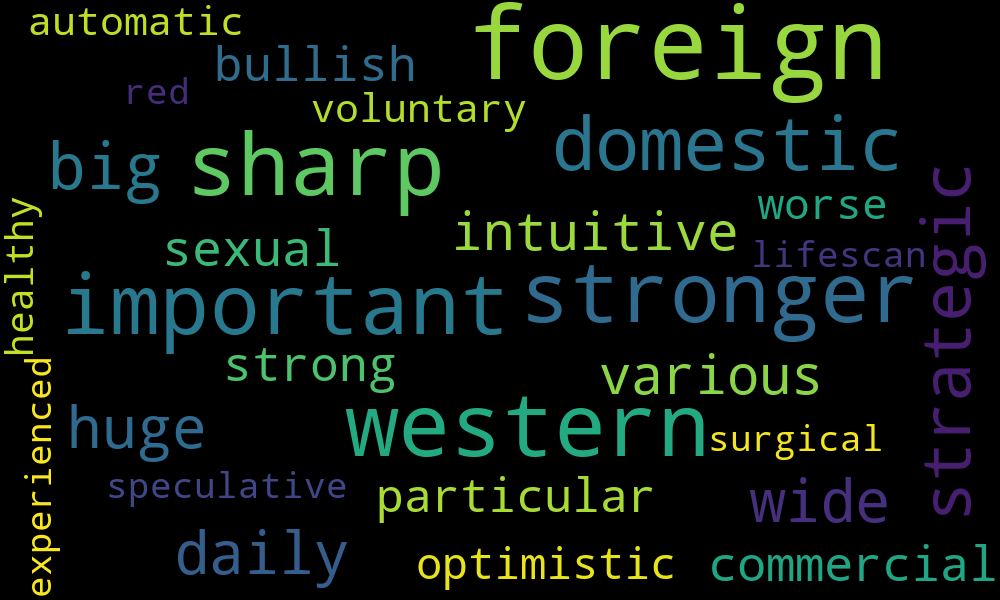 automatic
foreign
bullish
red
voluntary
domestic
sharp
big
strategic
worse
healthy
intuitive
sexual
lifescan
important
stronger
strong
various
experienced
huge
western
surgical
speculative
particular
wide
daily
optimistic
commercial